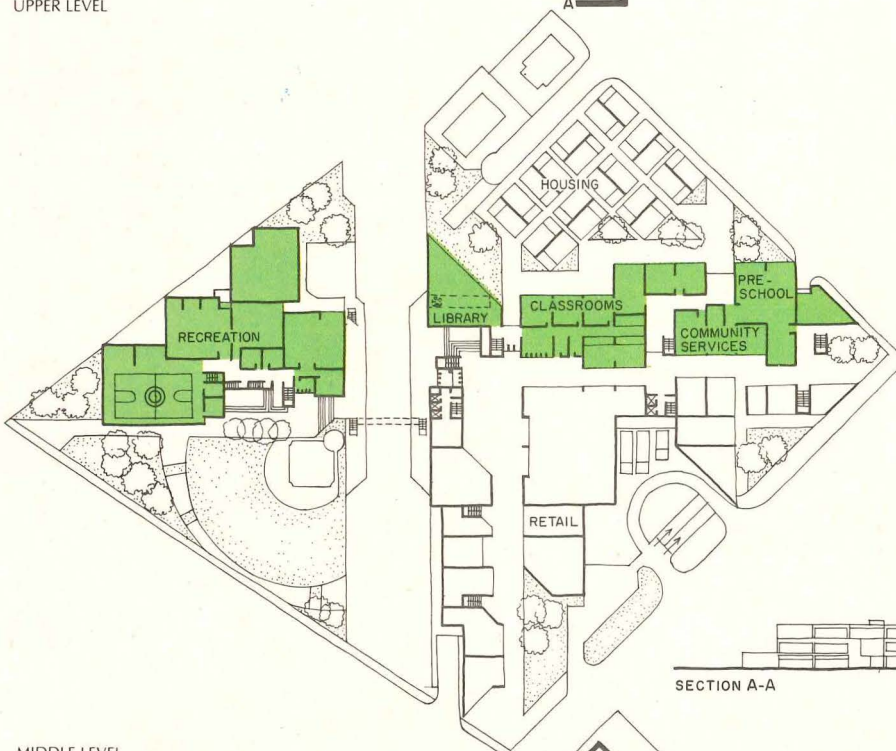 UPPER LEVEL
A
HOUSING
PRE-
SCHOOL
CLASSROOMS
LIBRARY
RECREATION
COMMUNITY
SERVICES
RETAIL
SECTION A-A
MIDDLE LEVEL